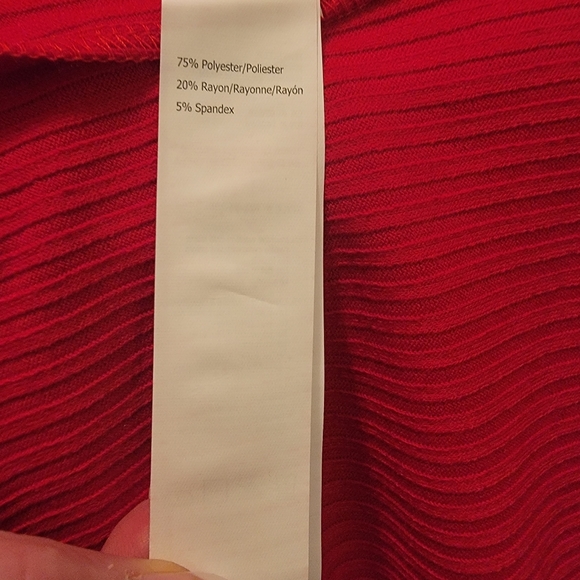 75% Polyester/Poliester
20% Rayon/Rayonne/Rayón
5% Spandex